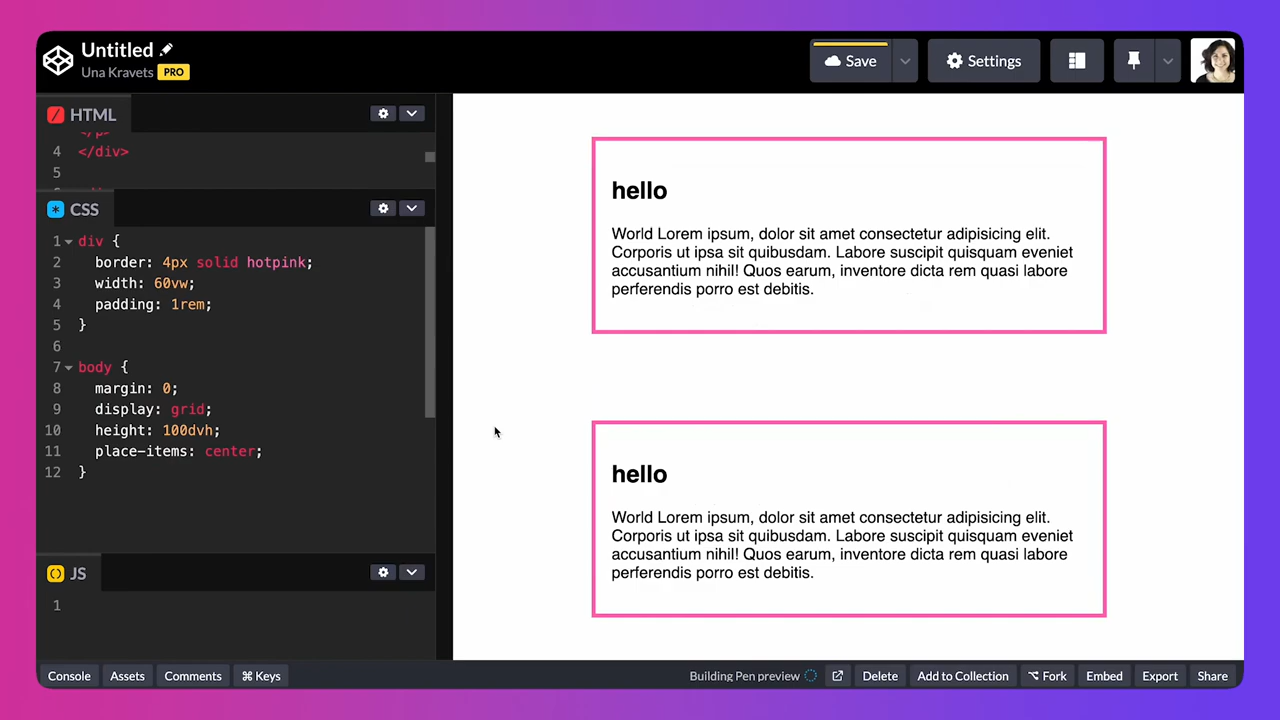 Untitled
Una Kravets PRO
Save
Settings
HTML
</p>
4 </div>
5
CSS
1 div {
2 border: 4px solid hotpink;
3 width: 60vw;
4 padding: 1rem;
5 }
6
7 body {
8 margin: 0;
9 display: grid;
10 height: 100dvh;
11 place-items: center;
12 }
JS
1
hello
World Lorem ipsum, dolor sit amet consectetur adipisicing elit.
Corporis ut ipsa sit quibusdam. Labore suscipit quisquam eveniet
accusantium nihil! Quos earum, inventore dicta rem quasi labore
perferendis porro est debitis.
hello
World Lorem ipsum, dolor sit amet consectetur adipisicing elit.
Corporis ut ipsa sit quibusdam. Labore suscipit quisquam eveniet
accusantium nihil! Quos earum, inventore dicta rem quasi labore
perferendis porro est debitis.
Console Assets Comments ⌘ Keys Building Pen preview Delete Add to Collection ⌥ Fork Embed Export Share